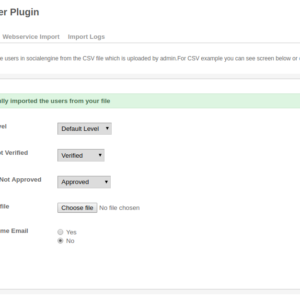 er Plugin
Webservice Import Import Logs
e users in socialengine from the CSV file which is uploaded by admin.For CSV example you can see screen below or
lly imported the users from your file
vel
Default Level
t Verified
Verified
Not Approved
Approved
file
Choose file No file chosen
me Email
Yes
No